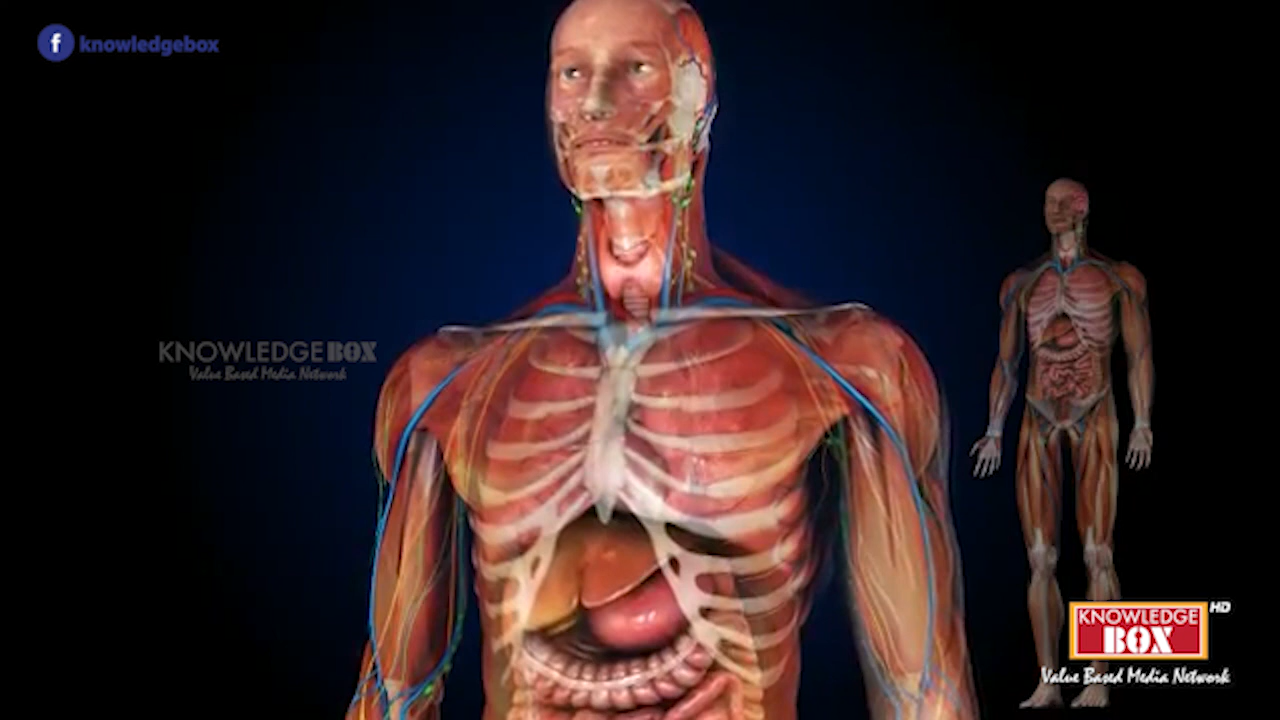 f knowledgebox
KNOWLEDGE BOX
Value Based Media Network
KNOWLEDGE HD
BOX
Value Based Media Network